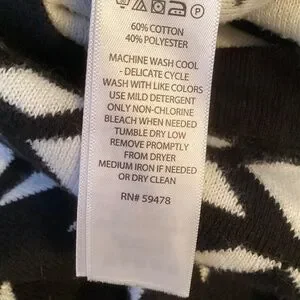 60% COTTON
40% POLYESTER
MACHINE WASH COOL
- DELICATE CYCLE
WASH WITH LIKE COLORS
USE MILD DETERGENT
ONLY NON-CHLORINE
BLEACH WHEN NEEDED
TUMBLE DRY LOW
REMOVE PROMPTLY
FROM DRYER
MEDIUM IRON IF NEEDED
OR DRY CLEAN
RN# 59478